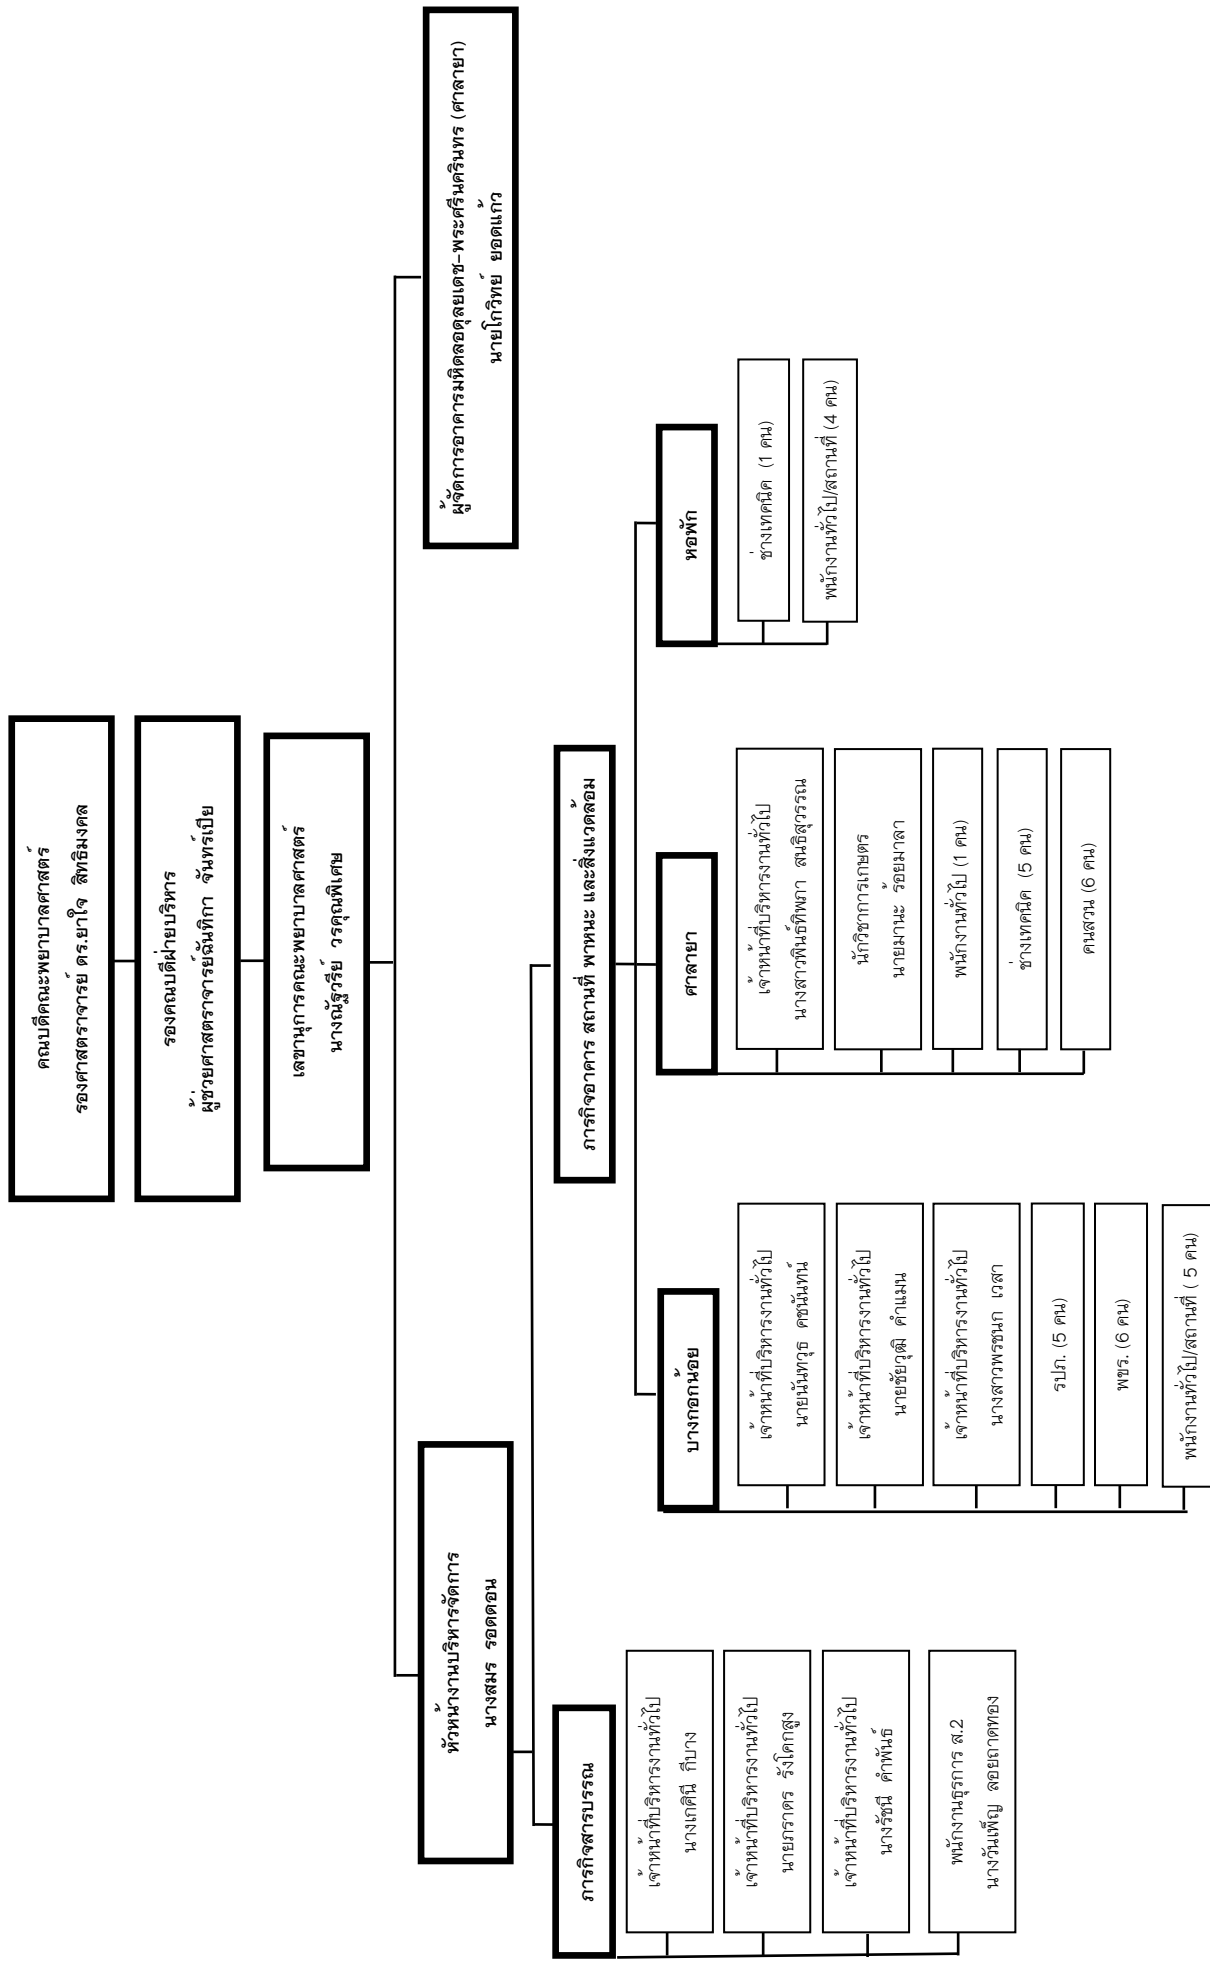 คณบดีคณะพยาบาลศาสตร์
รองศาสตราจารย์ ดร.ยาใจ สิทธิมงคล
รองคณบดีฝ่ายบริหาร
ผู้ช่วยศาสตราจารย์ฉันทิกา จันทร์เปีย
เลขานุการคณะพยาบาลศาสตร์
นางณัฐวรีย์ วรคุณพิเศษ
หัวหน้างานบริหารจัดการ
นางสมร รอดดอน
ผู้จัดการอาคารมหิดลอดุลยเดช-พระศรีนครินทร (ศาลายา)
นายโกวิทย์ ยอดแก้ว
ภารกิจสารบรรณ
เจ้าหน้าที่บริหารงานทั่วไป
นางเกศินี กีบาง
เจ้าหน้าที่บริหารงานทั่วไป
นายภราดร รังโคกสูง
เจ้าหน้าที่บริหารงานทั่วไป
นางรัชนี คำพันธ์
พนักงานธุรการ ส.2
นางวันเพ็ญ ลอยถาดทอง
ภารกิจอาคาร สถานที่ พาหนะ และสิ่งแวดล้อม
บางกอกน้อย
เจ้าหน้าที่บริหารงานทั่วไป
นายนันทวุธ คชนันทน์
เจ้าหน้าที่บริหารงานทั่วไป
นายชัยวุฒิ คำแมน
เจ้าหน้าที่บริหารงานทั่วไป
นางสาวพรชนก เวสา
รปภ. (5 คน)
พขร. (6 คน)
พนักงานทั่วไป/สถานที่ ( 5 คน)
ศาลายา
เจ้าหน้าที่บริหารงานทั่วไป
นางสาวพินธ์ทิพภา สนธิสุวรรณ
นักวิชาการเกษตร
นายมานะ ร้อยมาลา
พนักงานทั่วไป (1 คน)
ช่างเทคนิค (5 คน)
คนสวน (6 คน)
หอพัก
ช่างเทคนิค (1 คน)
พนักงานทั่วไป/สถานที่ (4 คน)